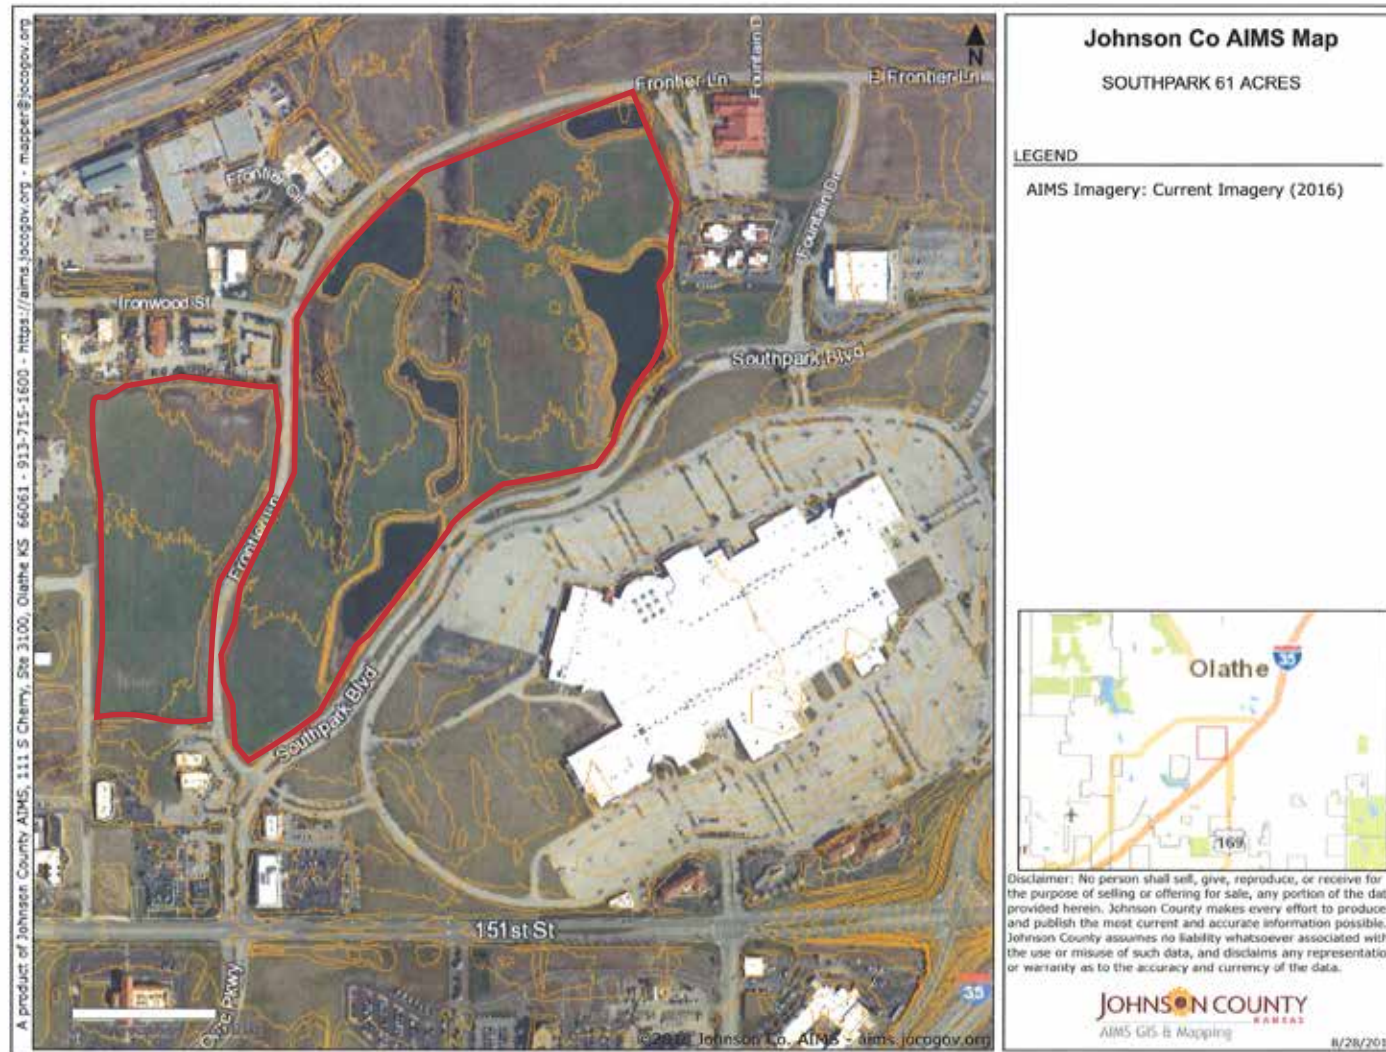 A product of Johnson County AIMS, 111 S Cherry, Ste 3100, Olathe KS 66061 - 913-715-1600 - https://aims.jocogov.org - mapper@jocogov.org
N
Frontier Ln
Fountain D
E Frontier Ln
Fountain Dr
Ironwood St
Southpark Blvd
Frontier Ln
Southpark Blvd
151st St
Pkwy
35
Johnson Co. AIMS - aims.jocogov.org
Johnson Co AIMS Map
SOUTHPARK 61 ACRES
LEGEND
AIMS Imagery: Current Imagery (2016)
Olathe
35
169
Disclaimer: No person shall sell, give, reproduce, or receive for
the purpose of selling or offering for sale, any portion of the dat
provided herein. Johnson County makes every effort to produce
and publish the most current and accurate information possible.
Johnson County assumes no liability whatsoever associated with
the use or misuse of such data, and disclaims any representatio
or warranty as to the accuracy and currency of the data.
JOHNSON COUNTY
KANSAS
AIMS GIS & Mapping
8/28/201